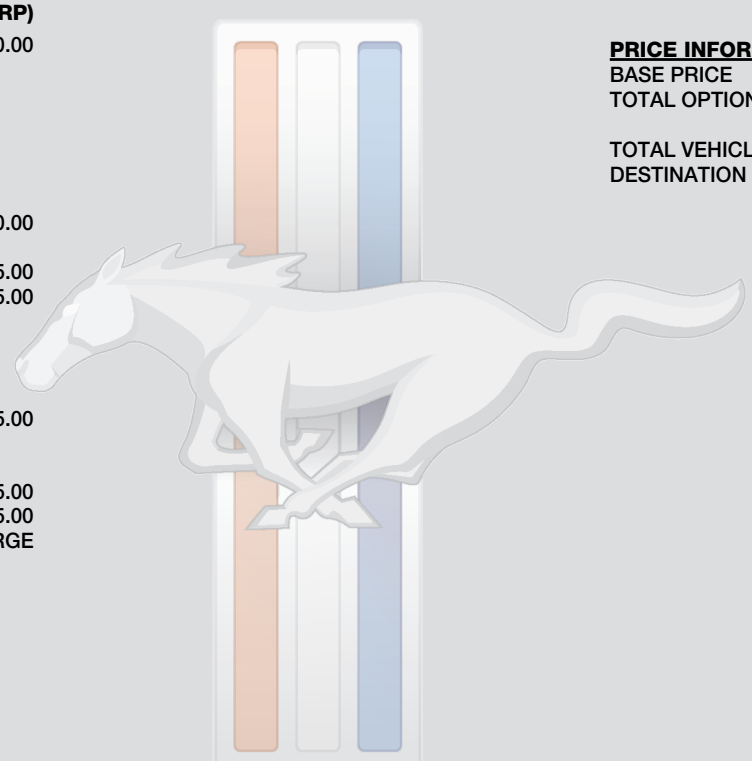 RP)
0.00
0.00
5.00
5.00
5.00
5.00
5.00
RGE
PRICE INFOR
BASE PRICE
TOTAL OPTION
TOTAL VEHICL
DESTINATION